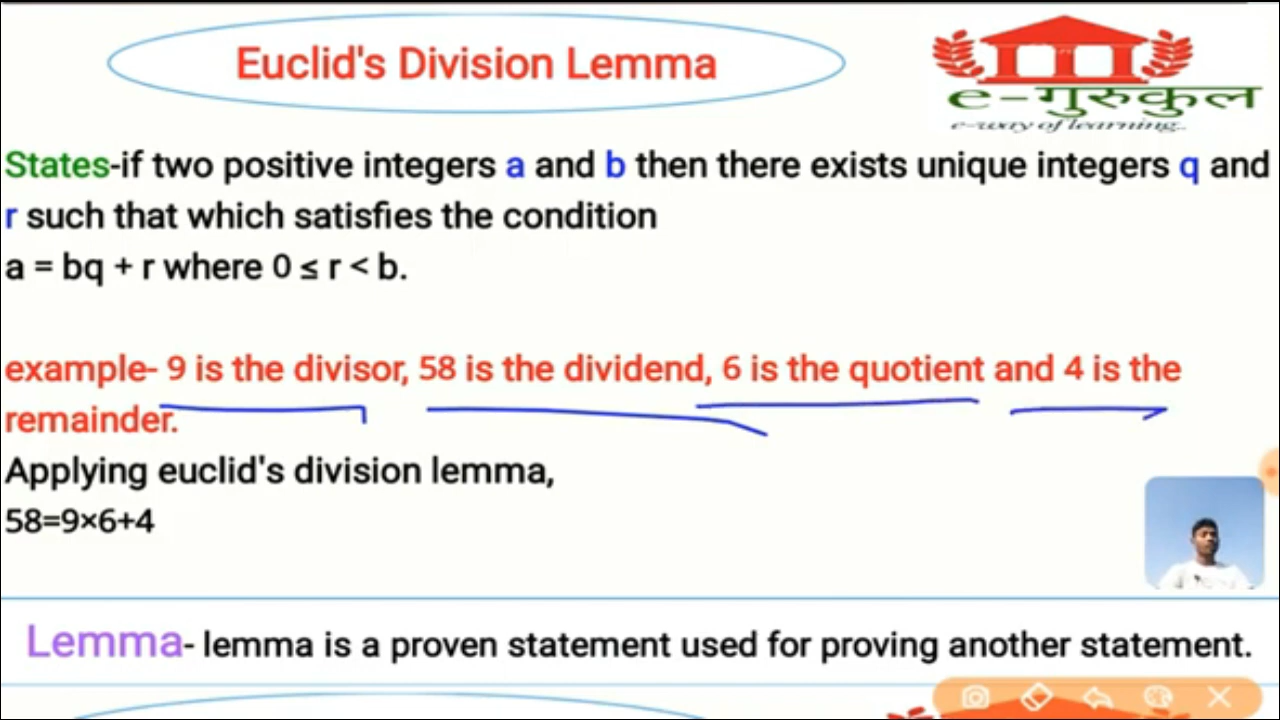 Euclid's Division Lemma
e-गुरुकुल
e-way of learning..
States-if two positive integers a and b then there exists unique integers q and
r such that which satisfies the condition
a = bq + r where 0 ≤ r < b.
example- 9 is the divisor, 58 is the dividend, 6 is the quotient and 4 is the
remainder.
Applying euclid's division lemma,
58=9×6+4
Lemma- lemma is a proven statement used for proving another statement.